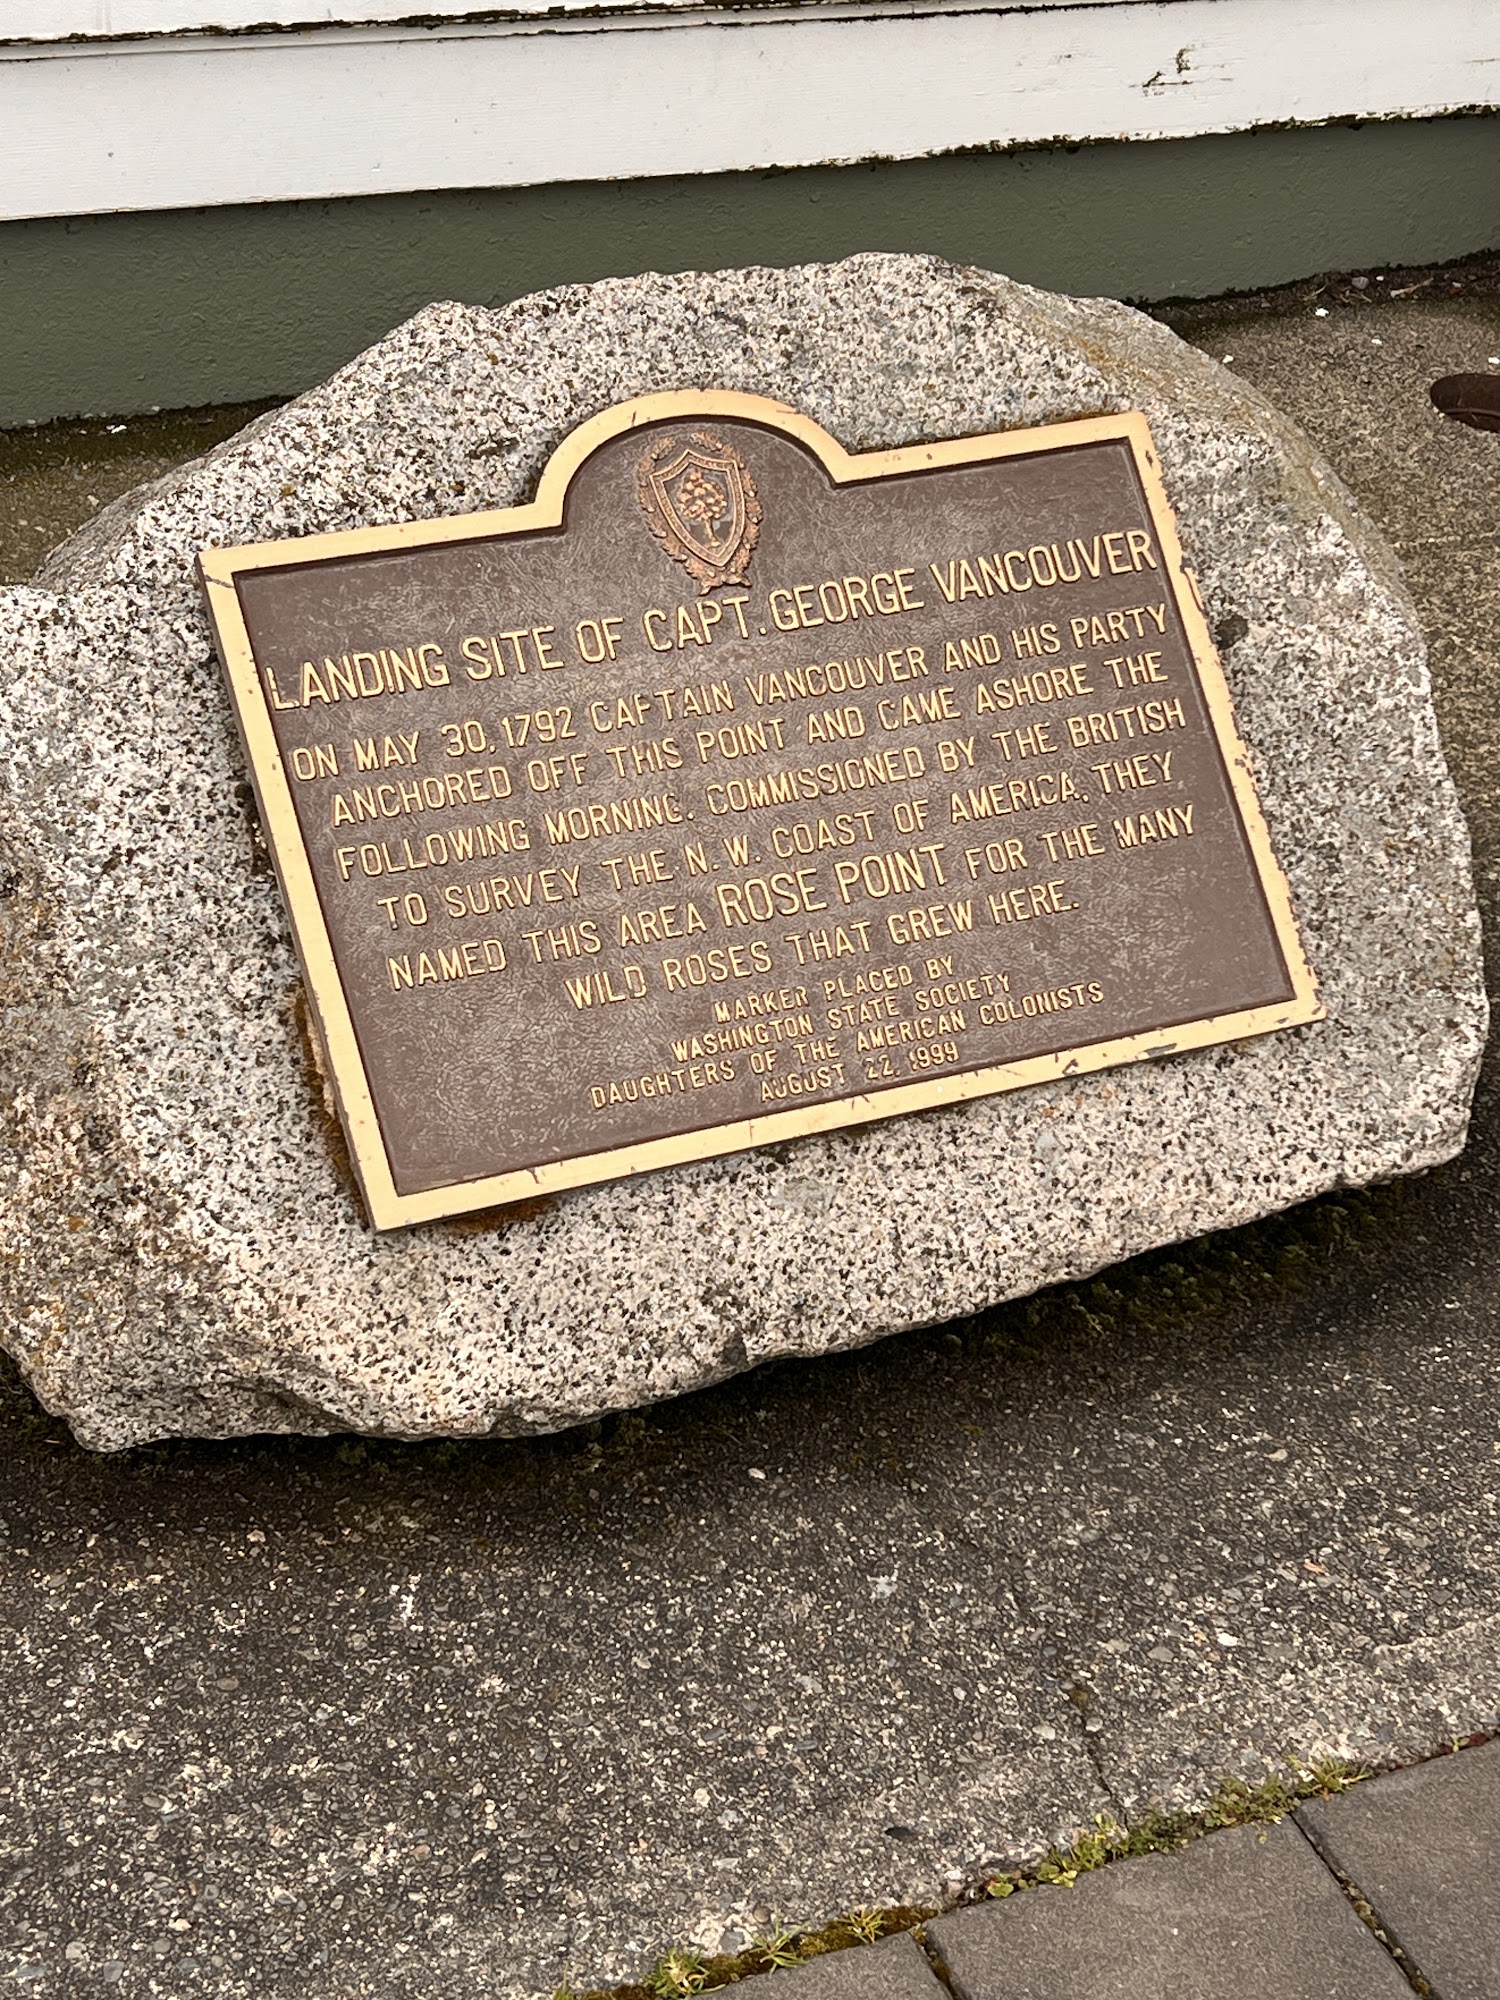 LANDING SITE OF CAPT. GEORGE VANCOUVER
ON MAY 30, 1792 CAPTAIN VANCOUVER AND HIS PARTY
ANCHORED OFF THIS POINT AND CAME ASHORE THE
FOLLOWING MORNING. COMMISSIONED BY THE BRITISH
TO SURVEY THE N.W. COAST OF AMERICA, THEY
NAMED THIS AREA ROSE POINT FOR THE MANY
WILD ROSES THAT GREW HERE.
MARKER PLACED BY
WASHINGTON STATE SOCIETY
DAUGHTERS OF THE AMERICAN COLONISTS
AUGUST 22, 1999